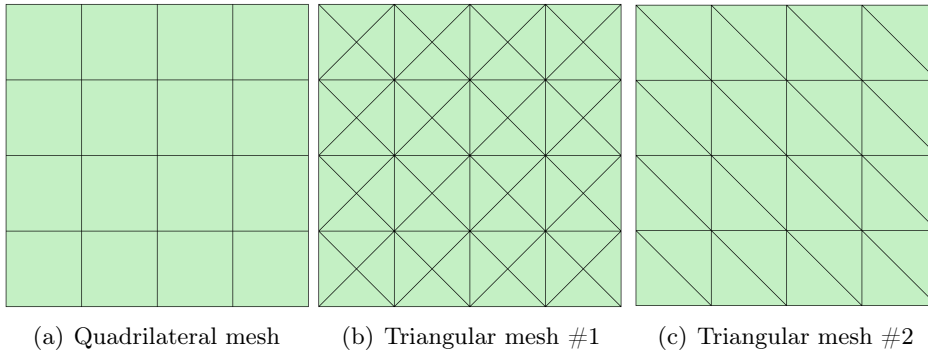 (a) Quadrilateral mesh
(b) Triangular mesh #1
(c) Triangular mesh #2